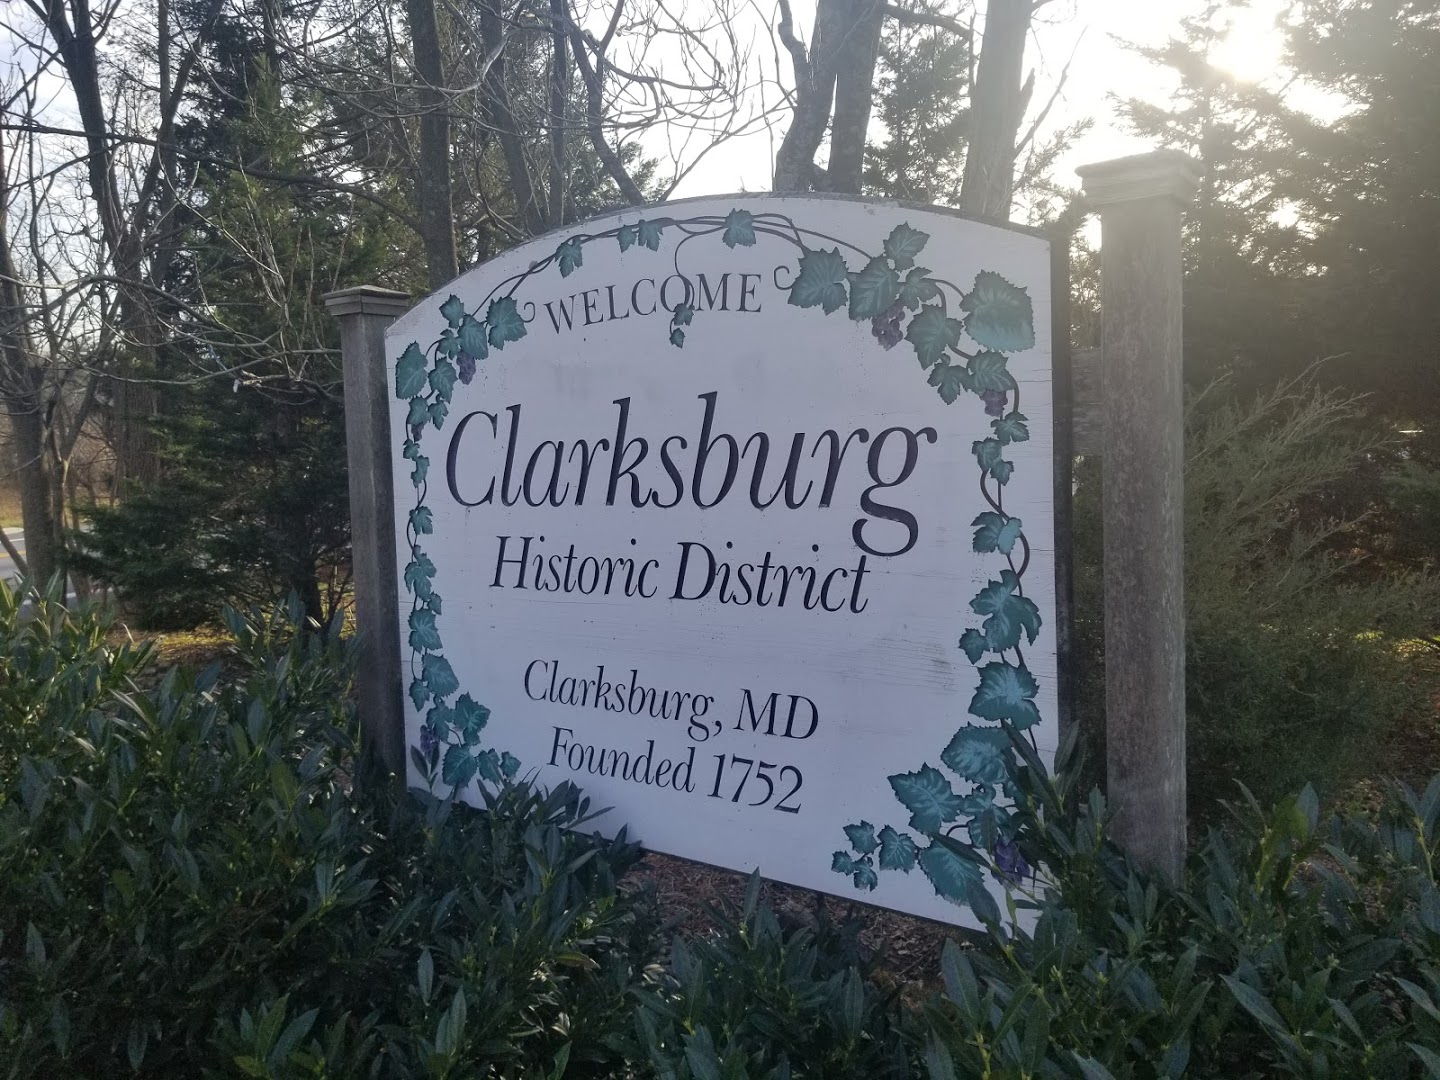 WELCOME
Clarksburg
Historic District
Clarksburg, MD
Founded 1752